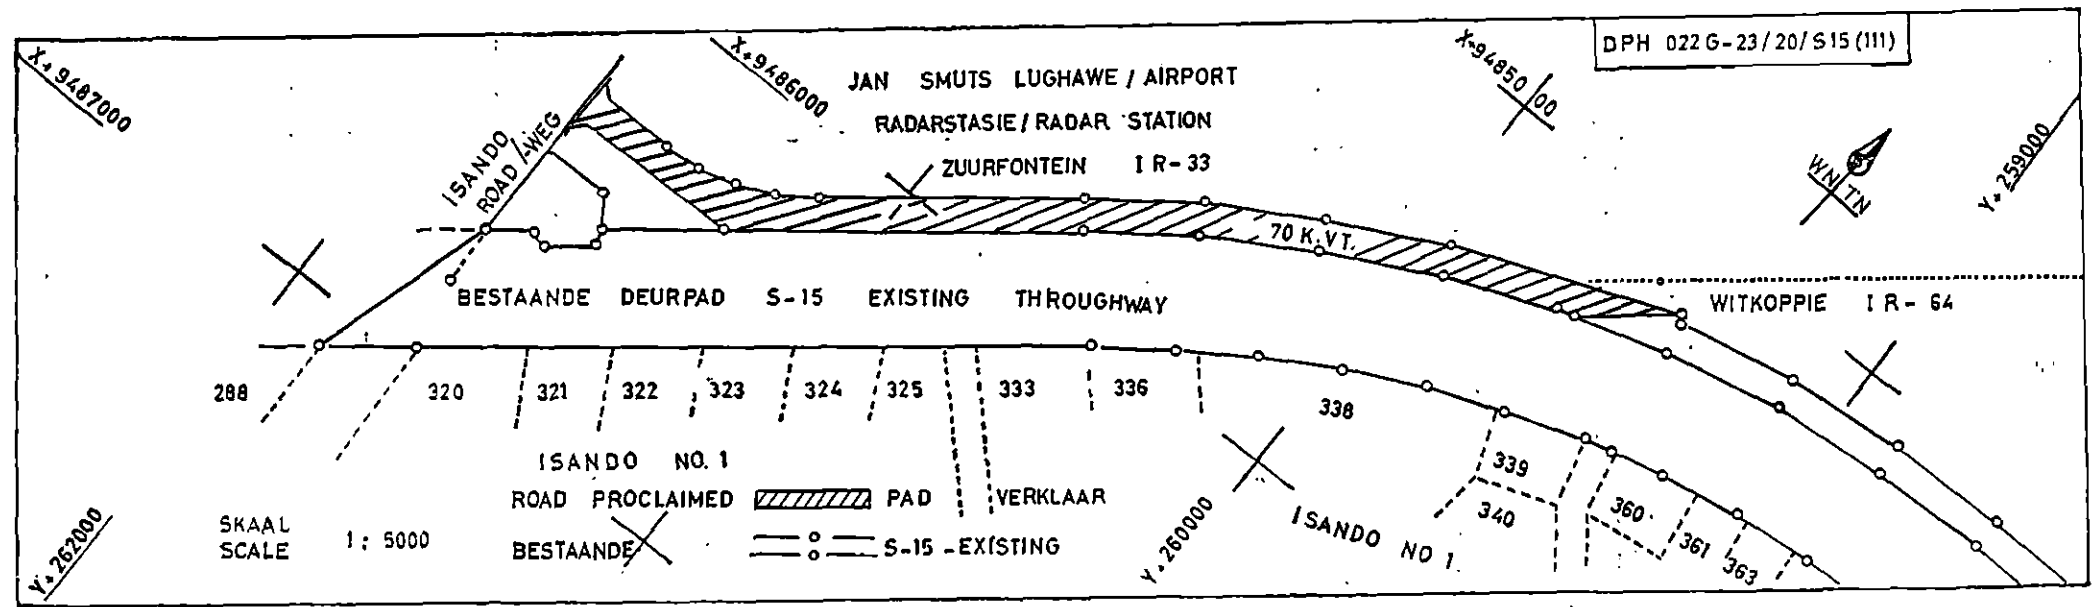 DPH 022G-23/20/S15 (111)
X+9487000
X+9486000
X+94850 00
JAN SMUTS LUGHAWE / AIRPORT
RADARSTASIE / RADAR STATION
ZUURFONTEIN I R - 33
ISANDO
ROAD /-WEG
WN TN
Y+259000
70 K.VT.
BESTAANDE DEURPAD S-15 EXISTING THROUGHWAY
WITKOPPIE I R - 64
288 320 321 322 323 324 325 333 336 338
339
340
360
361
363
ISANDO NO. 1
ISANDO NO 1
ROAD PROCLAIMED PAD VERKLAAR
BESTAANDE S-15 - EXISTING
SKAAL
SCALE 1 : 5000
Y+262000
Y+260000